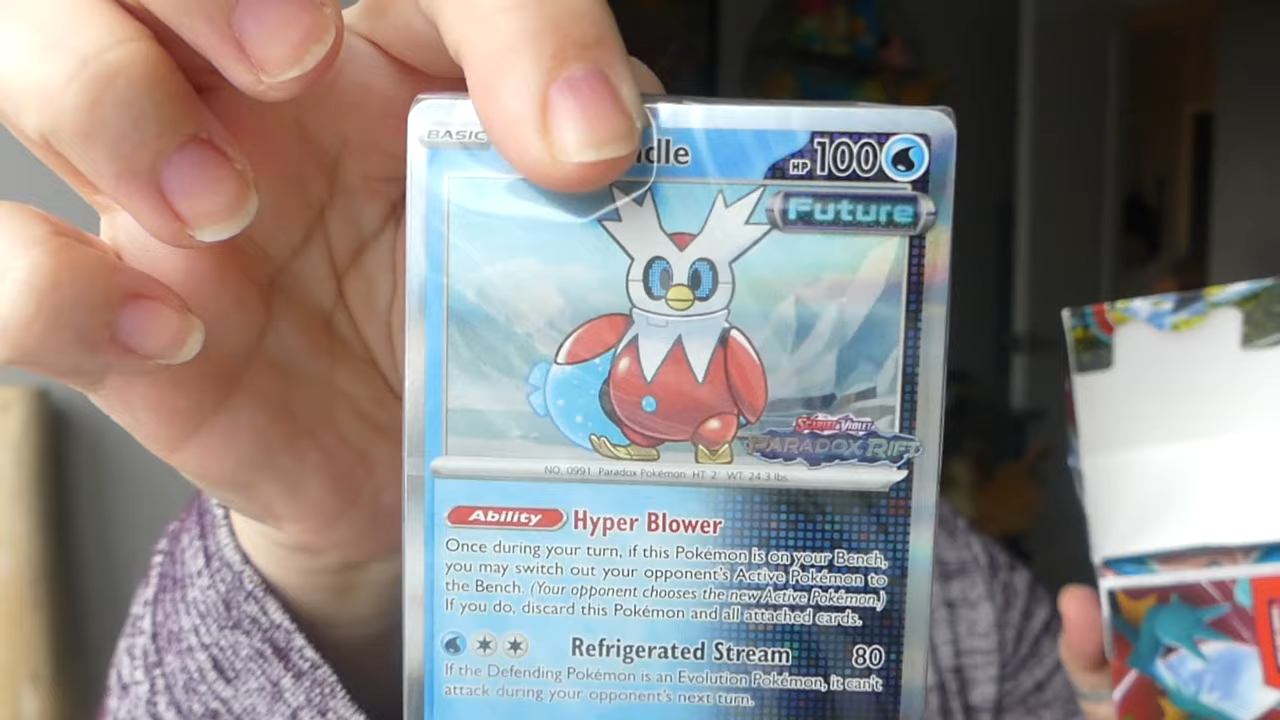 BASIC
ndle
HP 100
Future
SCARLET & VIOLET
PARADOX RIFT
NO. 0991 Paradox Pokémon HT: 2' WT: 24.3 lbs.
Ability Hyper Blower
Once during your turn, if this Pokémon is on your Bench,
you may switch out your opponent's Active Pokémon to
the Bench. (Your opponent chooses the new Active Pokémon.)
If you do, discard this Pokémon and all attached cards.
Refrigerated Stream 80
If the Defending Pokémon is an Evolution Pokémon, it can't
attack during your opponent's next turn.